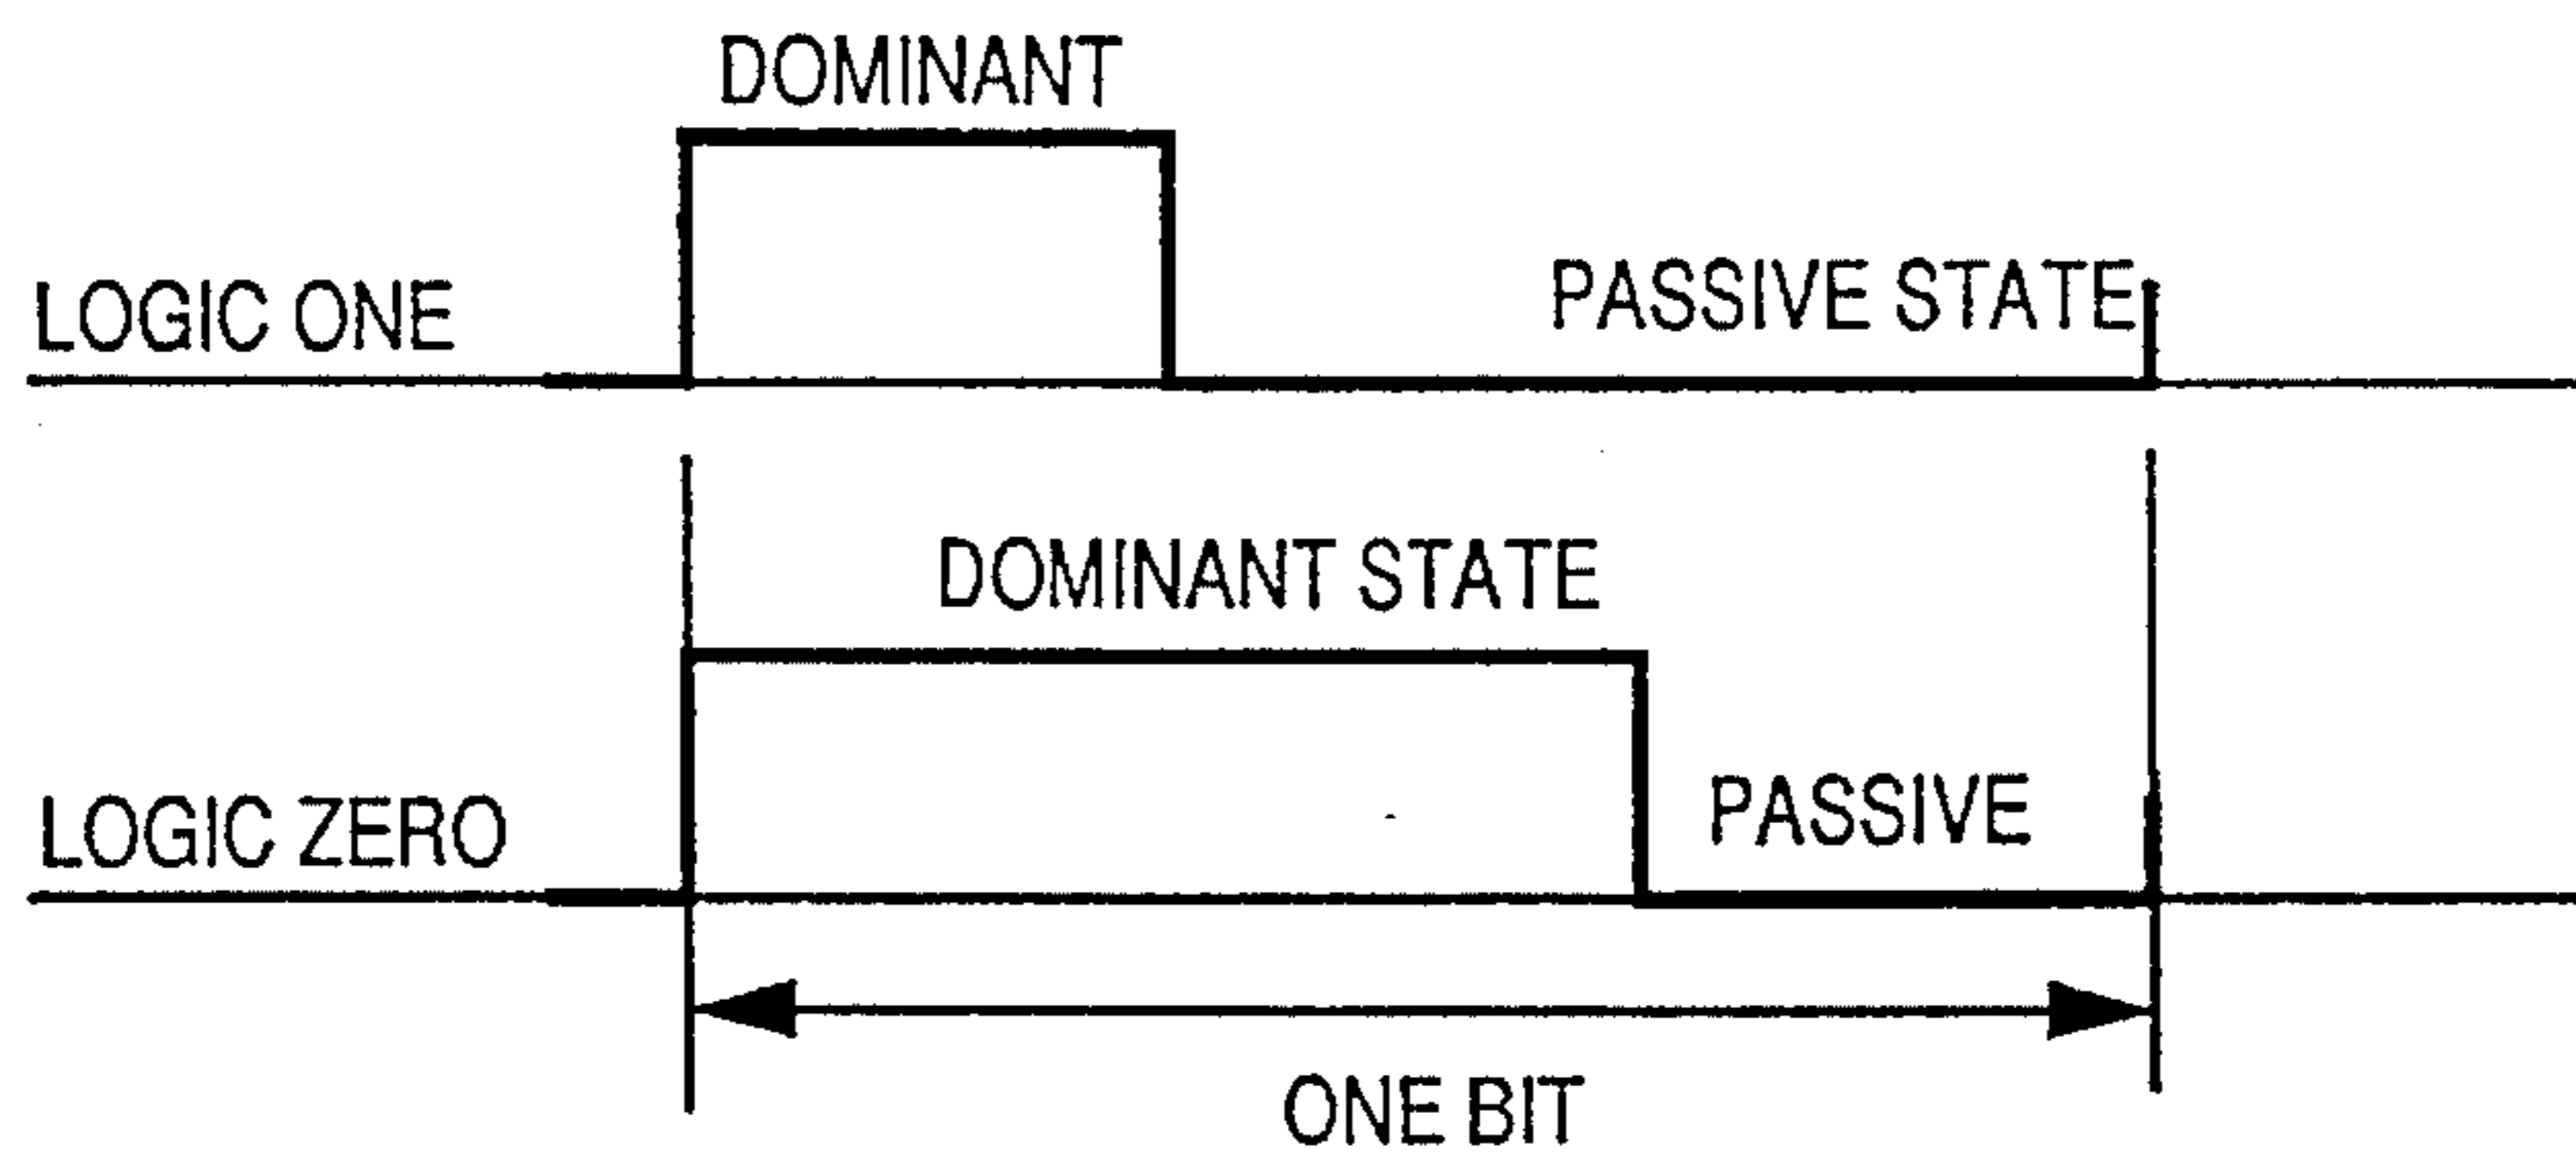 DOMINANT
LOGIC ONE
PASSIVE STATE
DOMINANT STATE
LOGIC ZERO
PASSIVE
ONE BIT